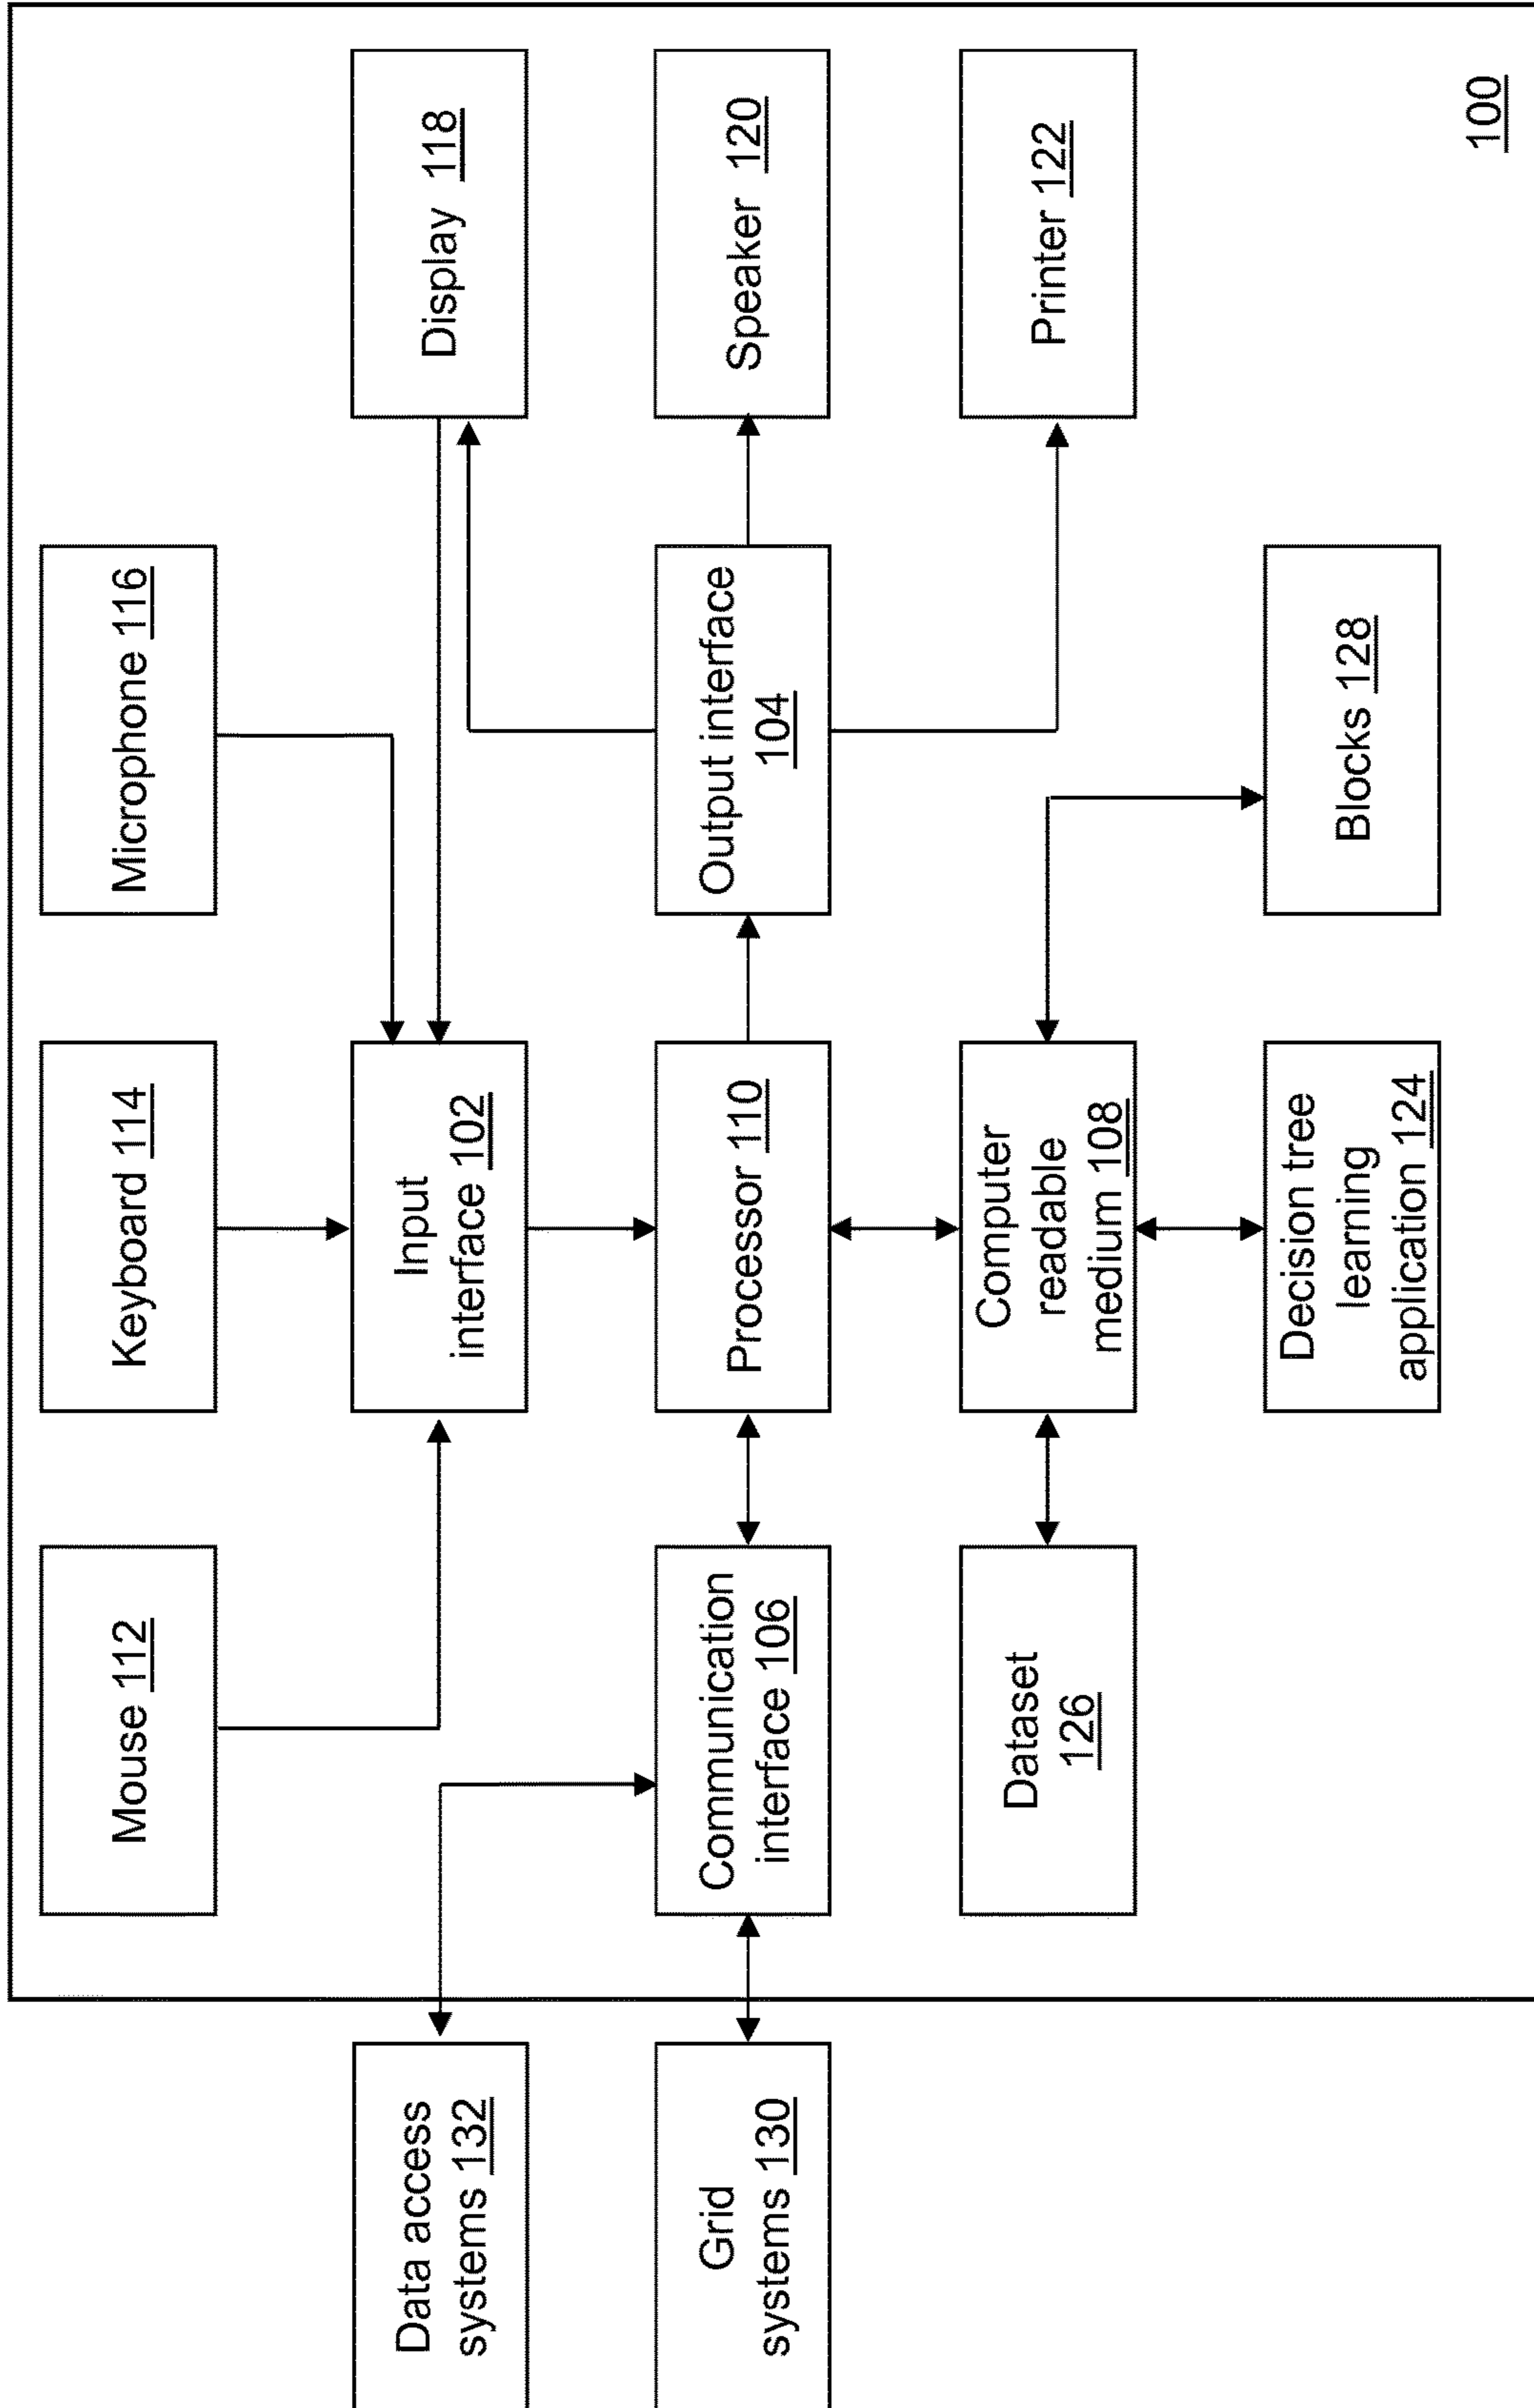 Mouse 112
Keyboard 114
Microphone 116
Data access
systems 132
Input
interface 102
Display 118
Grid
systems 130
Communication
interface 106
Processor 110
Output interface
104
Speaker 120
Dataset
126
Computer
readable
medium 108
Printer 122
Decision tree
learning
application 124
Blocks 128
100